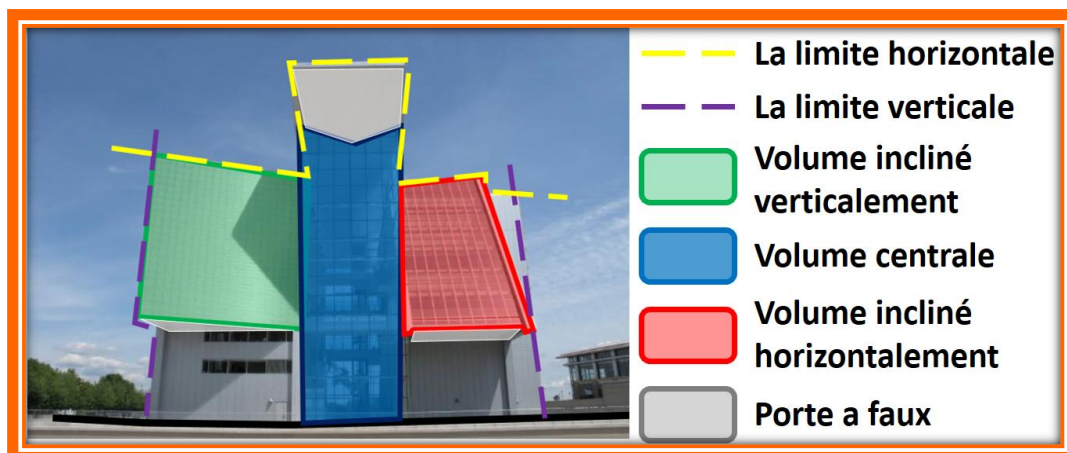 La limite horizontale
La limite verticale
Volume incliné
verticalement
Volume centrale
Volume incliné
horizontalement
Porte a faux